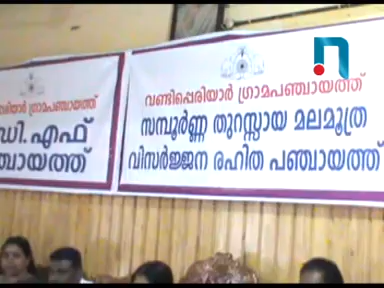 പെരിയാർ ഗ്രാമപഞ്ചായത്ത്
ഡി.എഫ്
ഞ്ചായത്ത്
വണ്ടിപ്പെരിയാർ ഗ്രാമപഞ്ചായത്ത്
സമ്പൂർണ്ണ തുറസ്സായ മലമൂത്ര
വിസർജ്ജന രഹിത പഞ്ചായത്ത്